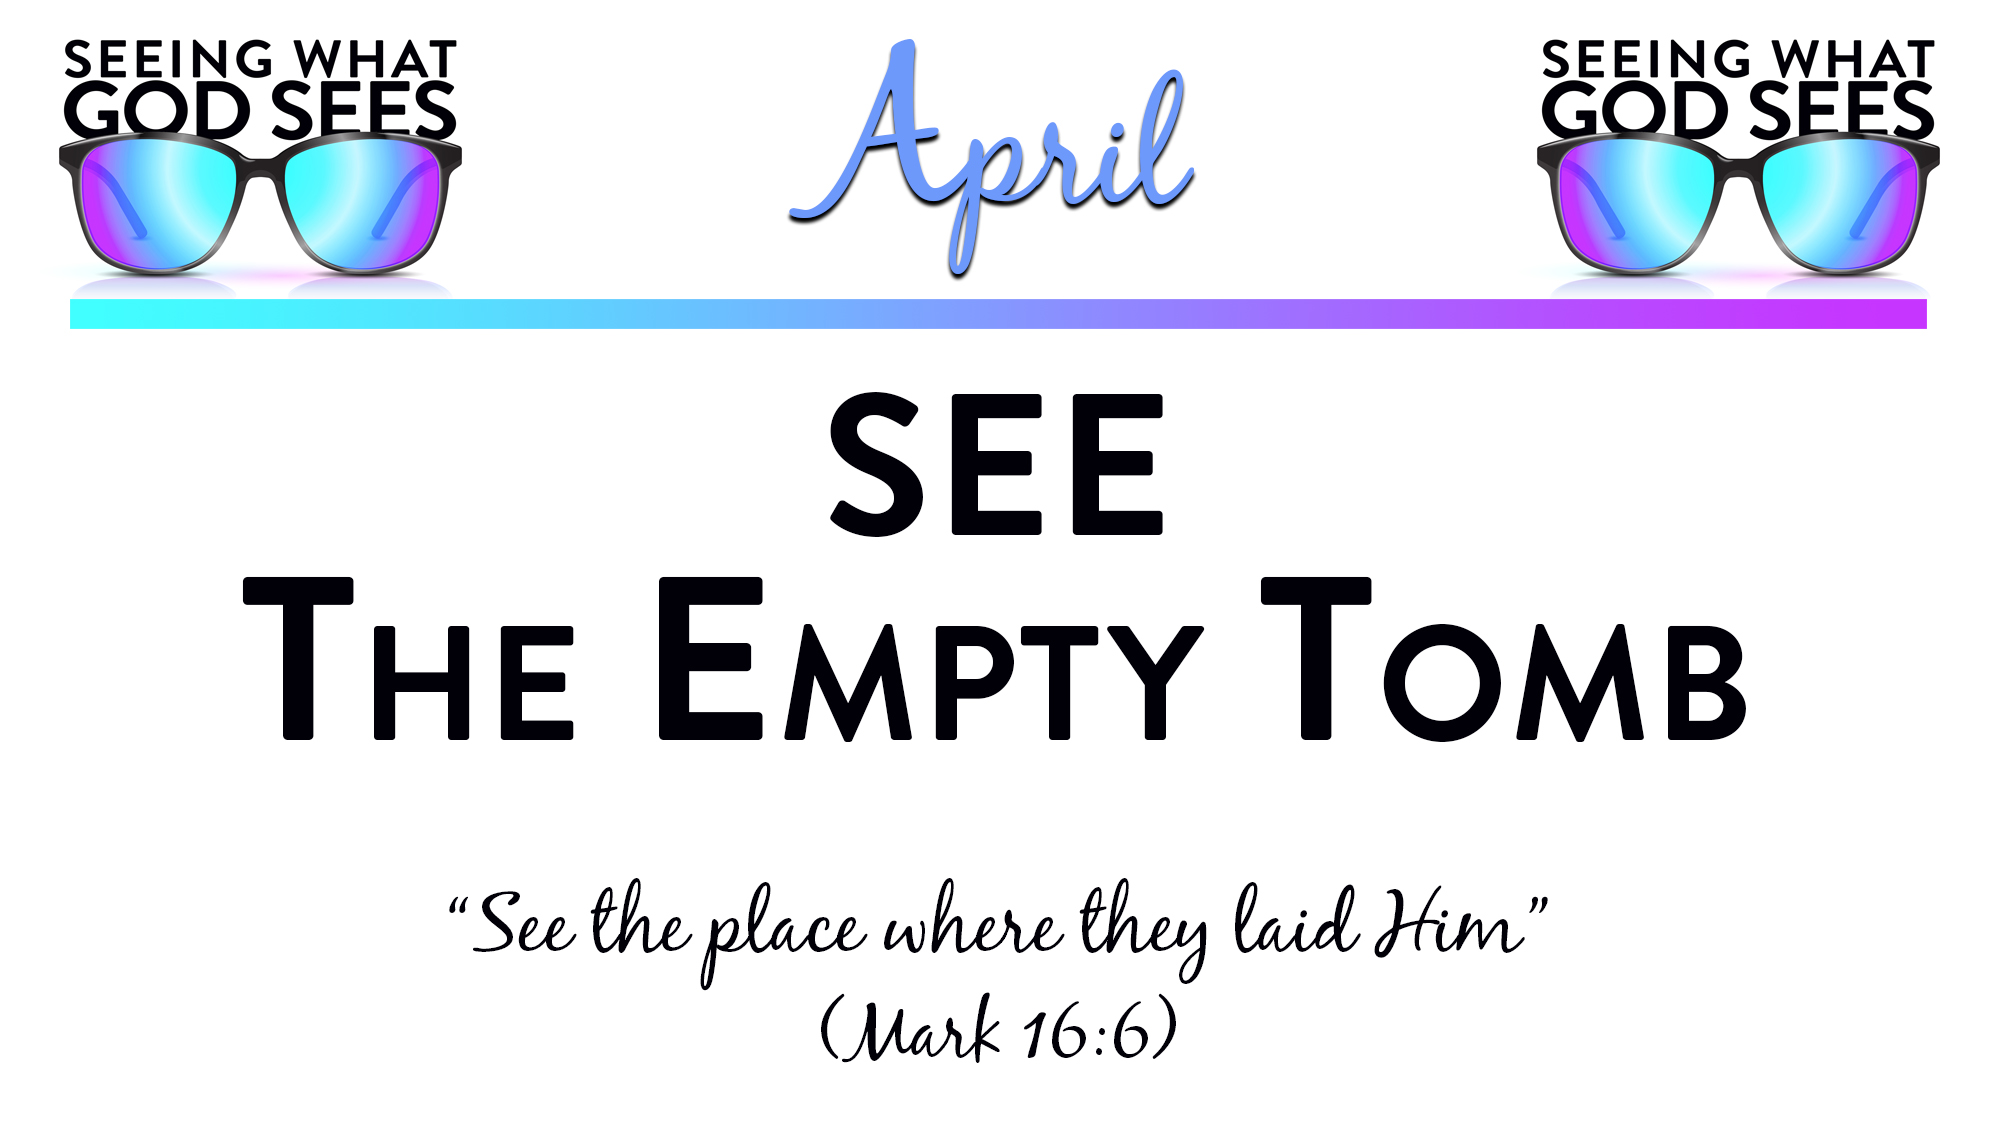 SEEING WHAT
GOD SEES
April
SEEING WHAT
GOD SEES
SEE
THE EMPTY TOMB
“See the place where they laid Him”
(Mark 16:6)